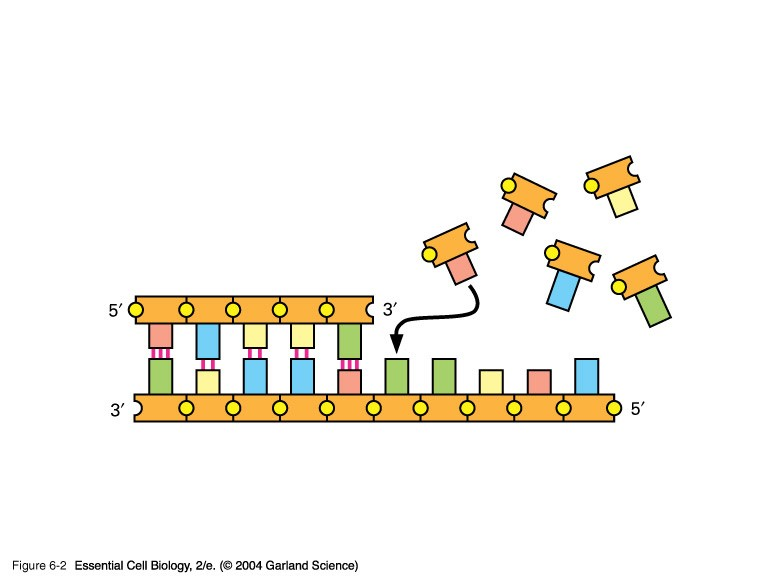 5′
3′
3′
5′
Figure 6-2 Essential Cell Biology, 2/e. (© 2004 Garland Science)